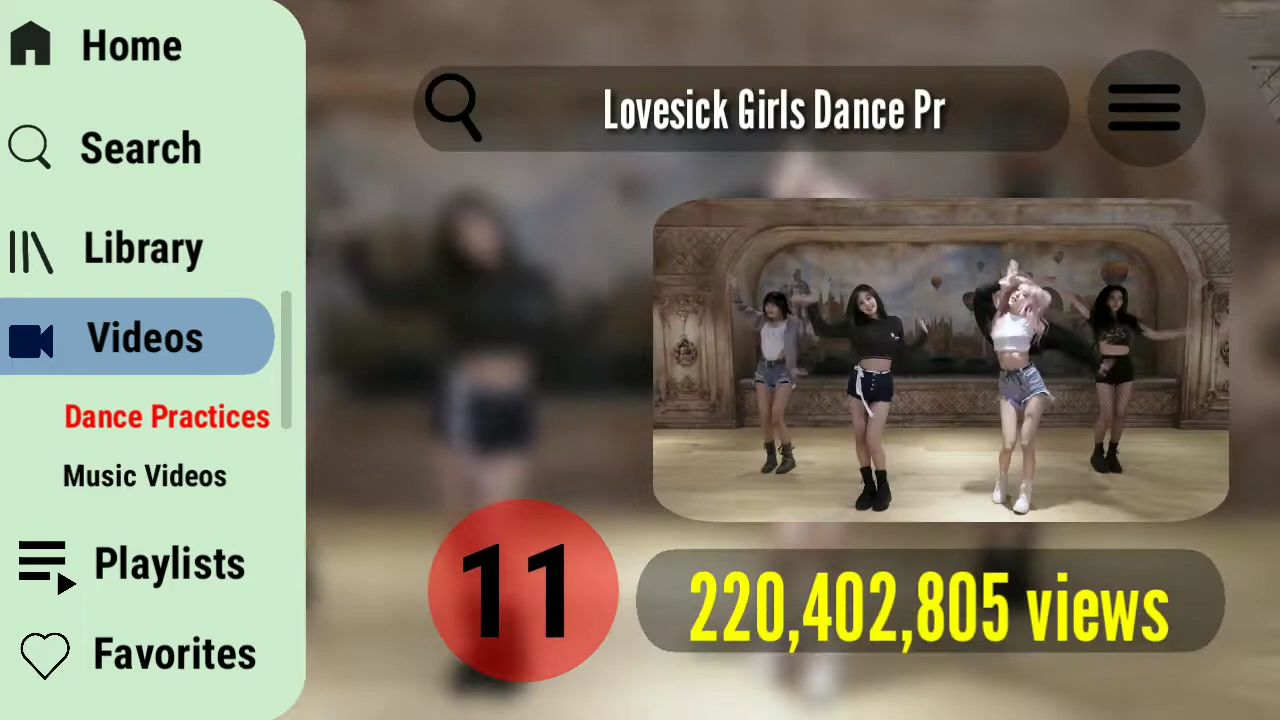 Home
Search
Library
Videos
Dance Practices
Music Videos
Playlists
Favorites
Lovesick Girls Dance Pr
11
220,402,805 views